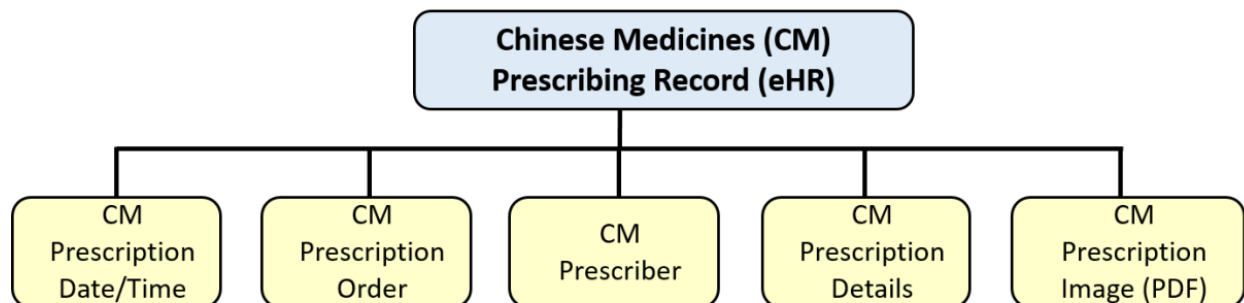 Chinese Medicines (CM)
Prescribing Record (eHR)
CM
Prescription
Date/Time
CM
Prescription
Order
CM
Prescriber
CM
Prescription
Details
CM
Prescription
Image (PDF)